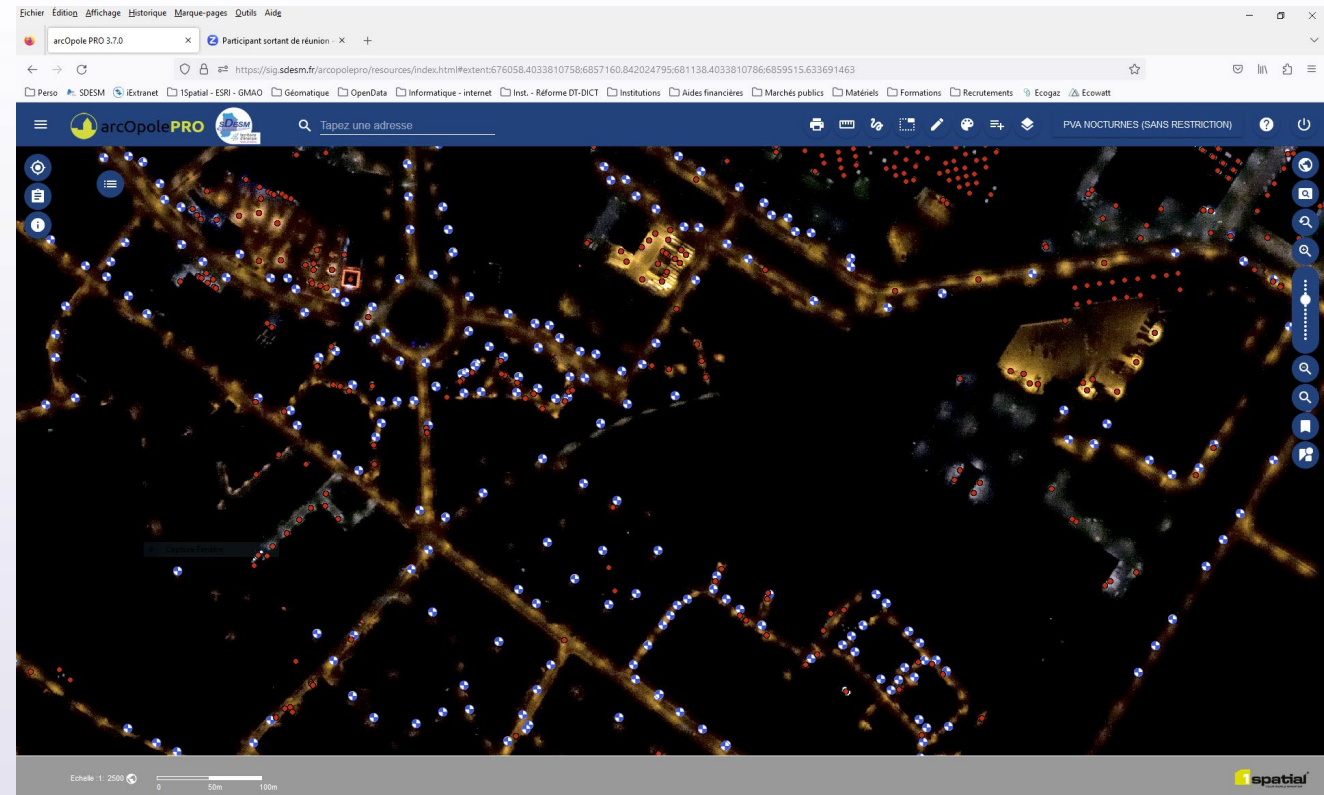 Fichier Édition Affichage Historique Marque-pages Outils Aide
arcOpole PRO 3.7.0
Participant sortant de réunion -
https://sig.sdesm.fr/arcopolepro/resources/index.html#extent:676058.4033810758;6857160.842024795;681138.4033810786;6859515.633691463
Perso SDESM iExtranet 1Spatial - ESRI - GMAO Géomatique OpenData Informatique - internet Inst. - Réforme DT-DICT Institutions Aides financières Marchés publics Matériels Formations Recrutements Ecogaz Ecowatt
arcOpolePRO SDESM Tapez une adresse PVA NOCTURNES (SANS RESTRICTION)
Capture d'écran
Echelle :1: 2500
0 50m 100m
1spatial